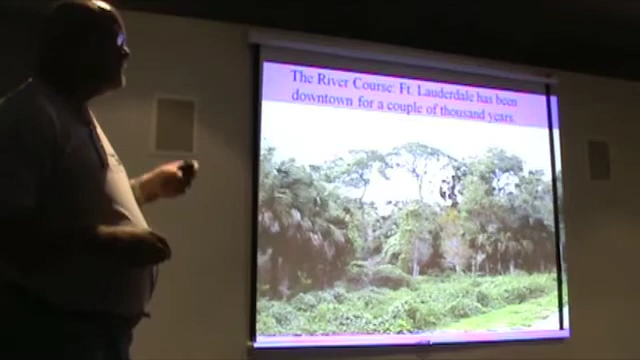 The River Course: Ft. Lauderdale has been
downtown for a couple of thousand years.